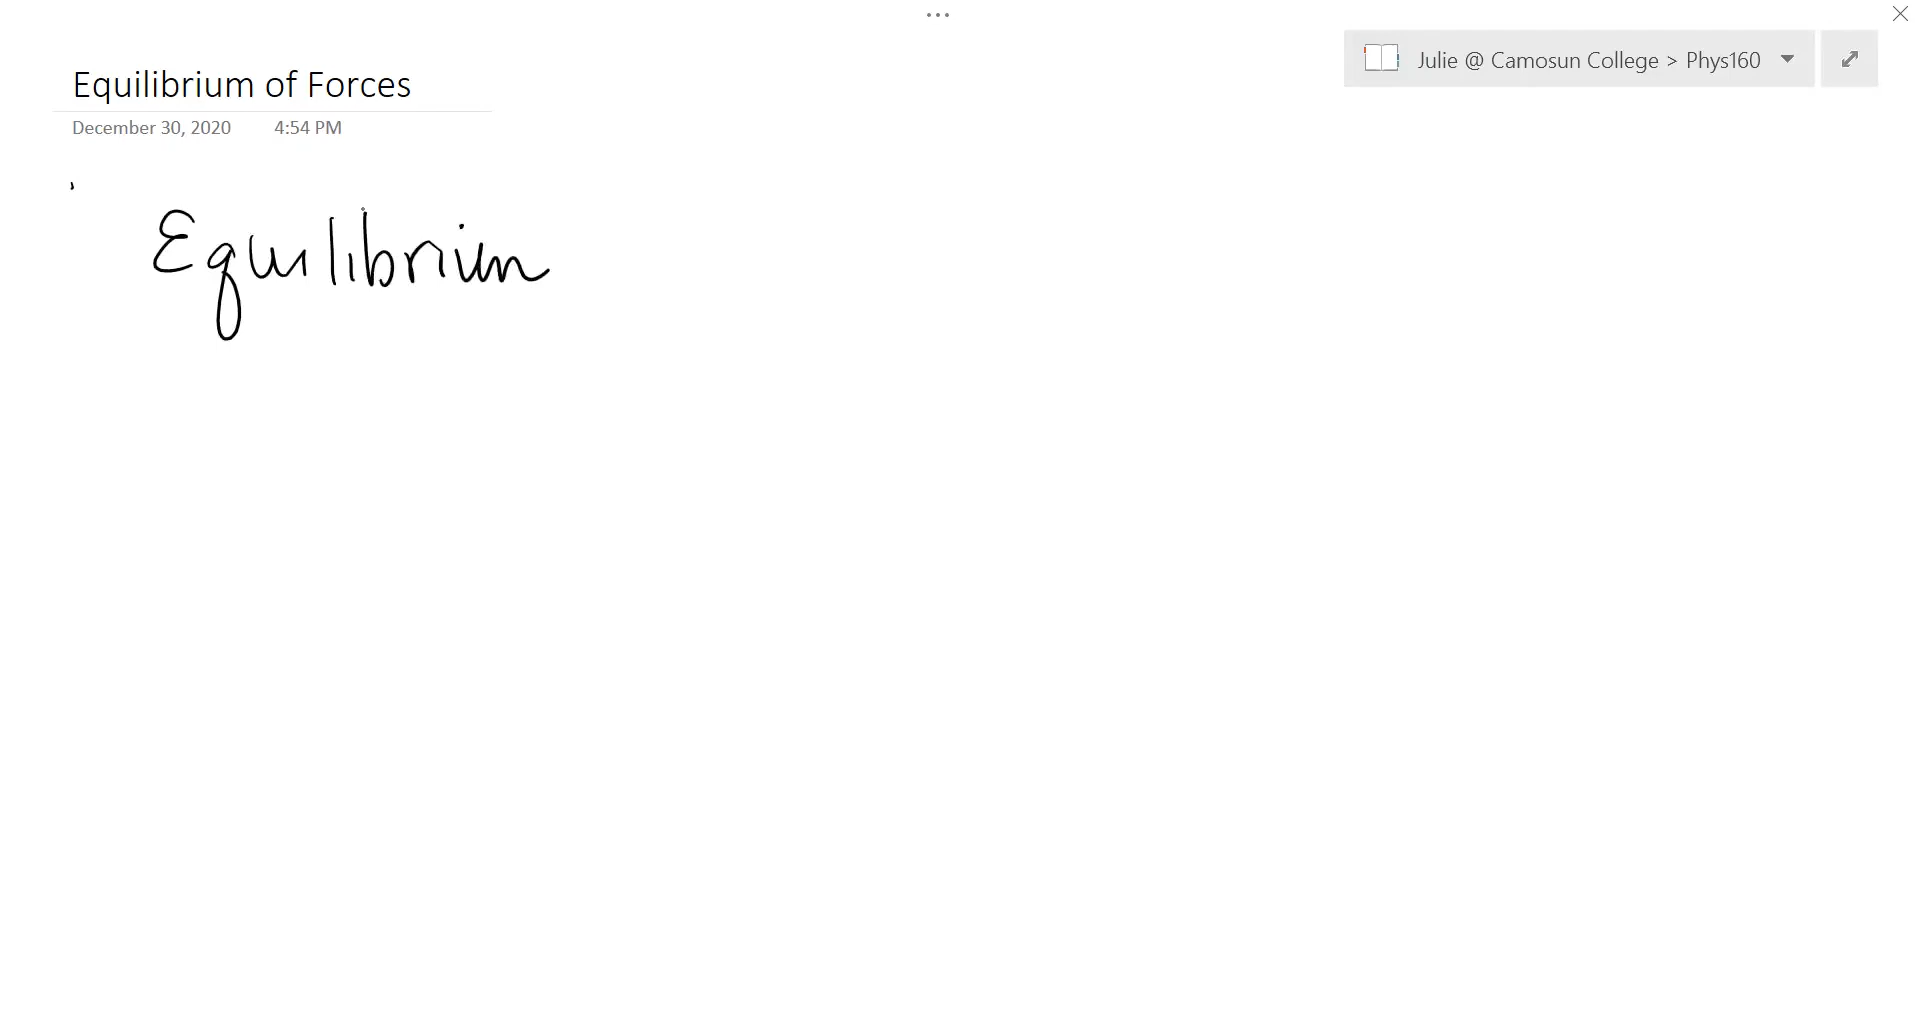 Julie @ Camosun College > Phys160
Equilibrium of Forces
December 30, 2020 4:54 PM
Equilibrium